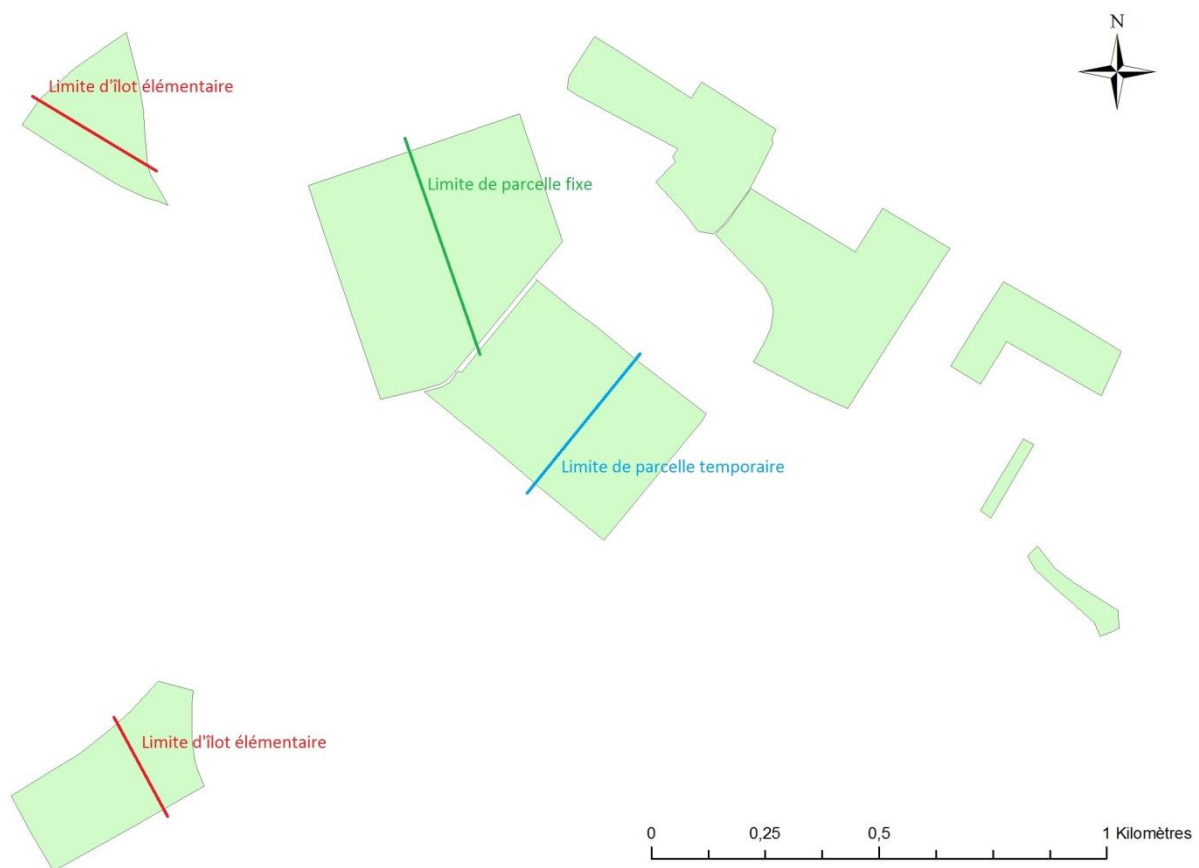 N
Limite d'îlot élémentaire
Limite de parcelle fixe
Limite de parcelle temporaire
Limite d'îlot élémentaire
0 0,25 0,5 1 Kilomètres